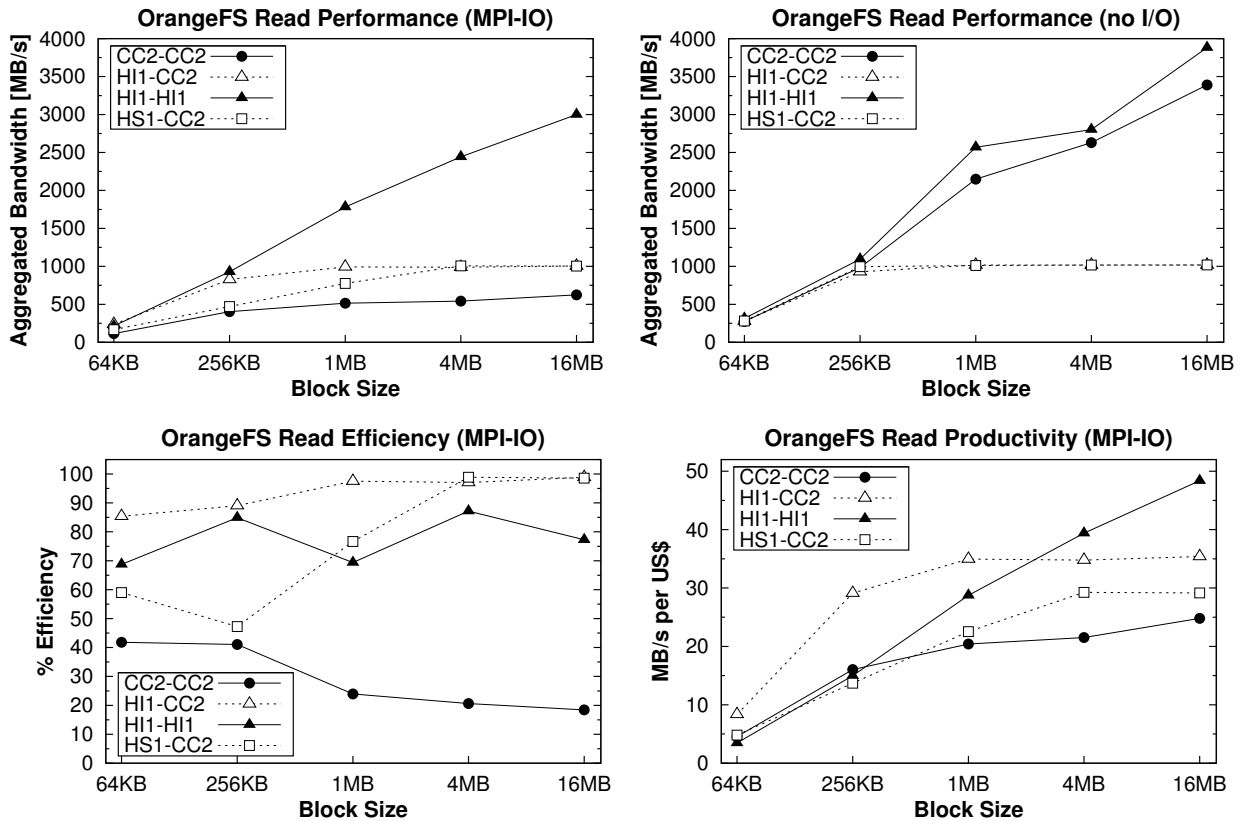 OrangeFS Read Performance (MPI-IO)
Aggregated Bandwidth [MB/s]
4000
3500
3000
2500
2000
1500
1000
500
0
CC2-CC2
HI1-CC2
HI1-HI1
HS1-CC2
64KB 256KB 1MB 4MB 16MB
Block Size
OrangeFS Read Performance (no I/O)
Aggregated Bandwidth [MB/s]
4000
3500
3000
2500
2000
1500
1000
500
0
CC2-CC2
HI1-CC2
HI1-HI1
HS1-CC2
64KB 256KB 1MB 4MB 16MB
Block Size
OrangeFS Read Efficiency (MPI-IO)
% Efficiency
100
90
80
70
60
50
40
30
20
10
0
CC2-CC2
HI1-CC2
HI1-HI1
HS1-CC2
64KB 256KB 1MB 4MB 16MB
Block Size
OrangeFS Read Productivity (MPI-IO)
MB/s per US$
50
40
30
20
10
0
CC2-CC2
HI1-CC2
HI1-HI1
HS1-CC2
64KB 256KB 1MB 4MB 16MB
Block Size